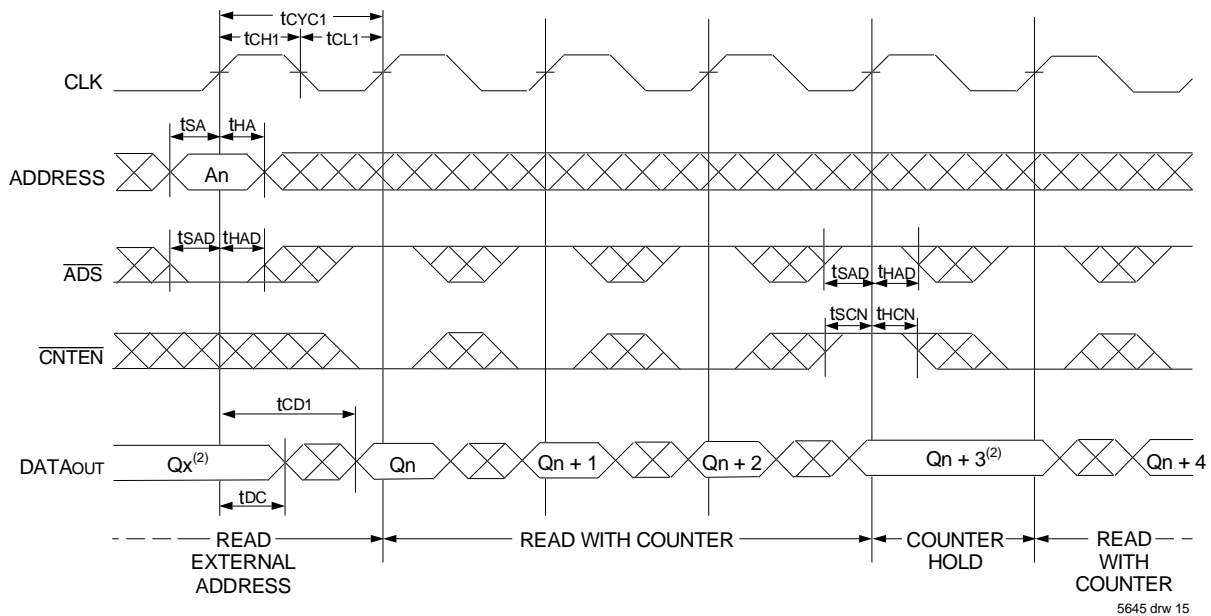 tCYC1
tCH1 tCL1
CLK
tSA tHA
ADDRESS An
tSAD tHAD
ADS
tSAD tHAD
tSCN tHCN
CNTEN
tCD1
DATAOUT Qx(2) Qn Qn + 1 Qn + 2 Qn + 3(2) Qn + 4
tDC
READ EXTERNAL ADDRESS
READ WITH COUNTER
COUNTER HOLD
READ WITH COUNTER
5645 drw 15